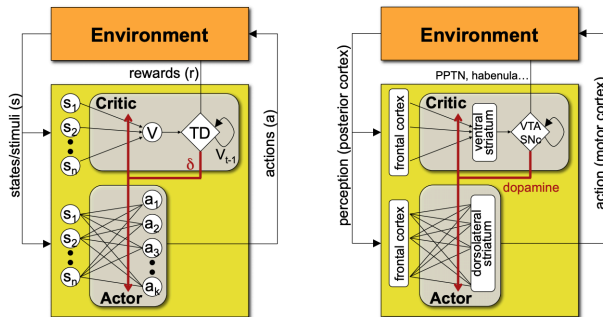 Environment
rewards (r)
states/stimuli (s)
actions (a)
Critic
s1
s2
sn
V
TD
Vt-1
δ
s1
s2
sn
a1
a2
a3
ak
Actor
Environment
PPTN, habenula...
perception (posterior cortex)
action (motor cortex)
Critic
frontal cortex
ventral
striatum
VTA
SNc
dopamine
frontal cortex
dorsolateral
striatum
Actor